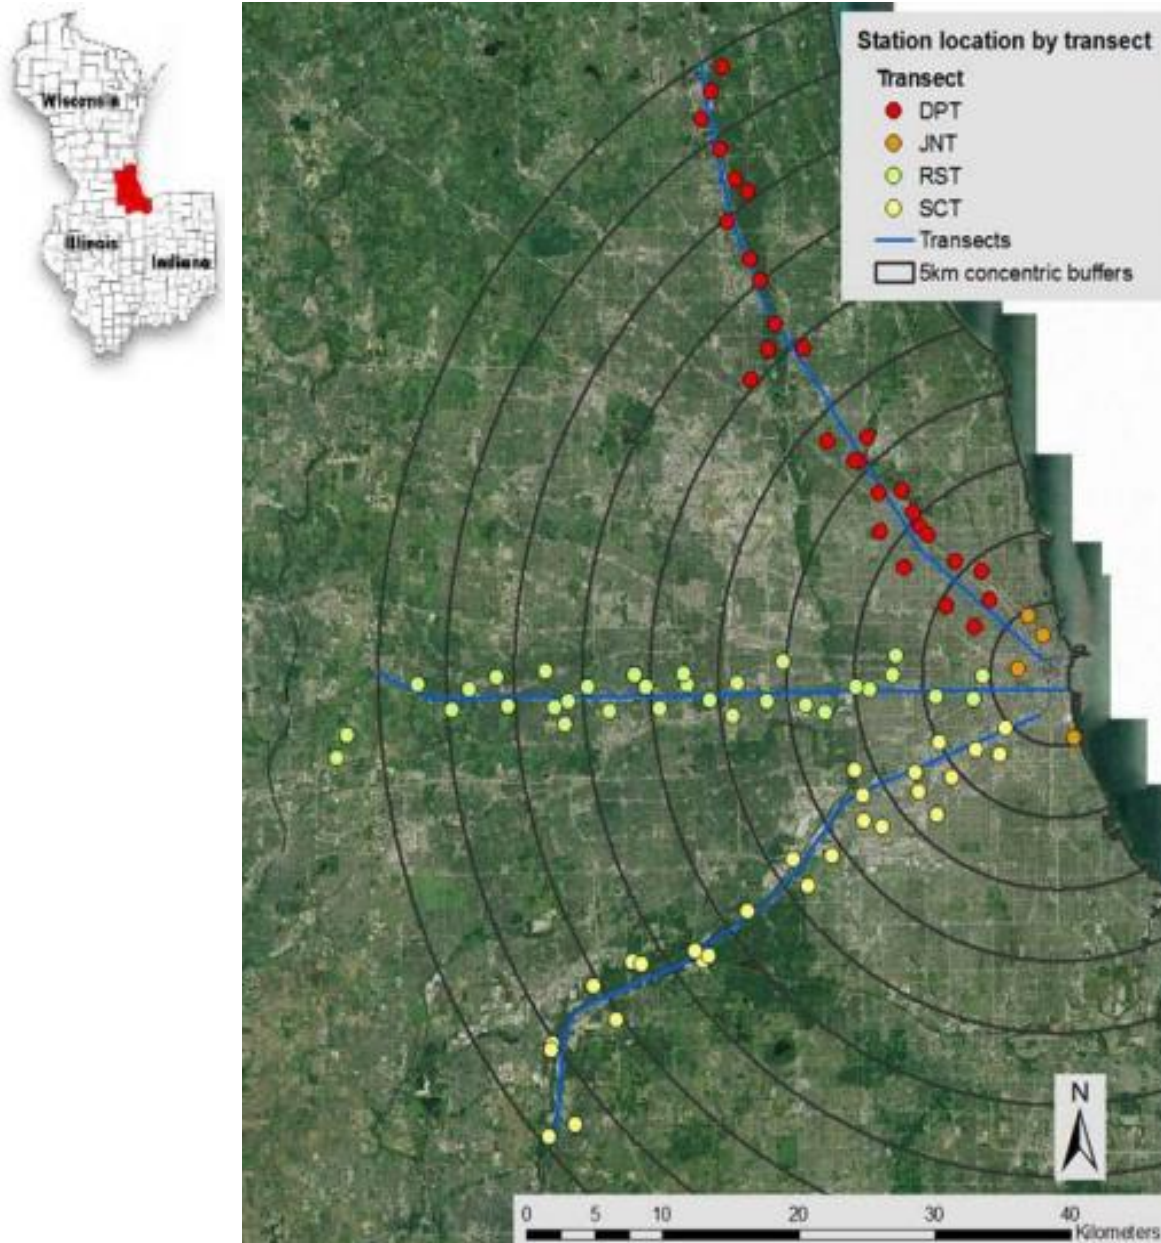 Wisconsin
Illinois
Indiana
Station location by transect
Transect
DPT
JNT
RST
SCT
Transects
5km concentric buffers
N
0 5 10 20 30 40
Kilometers